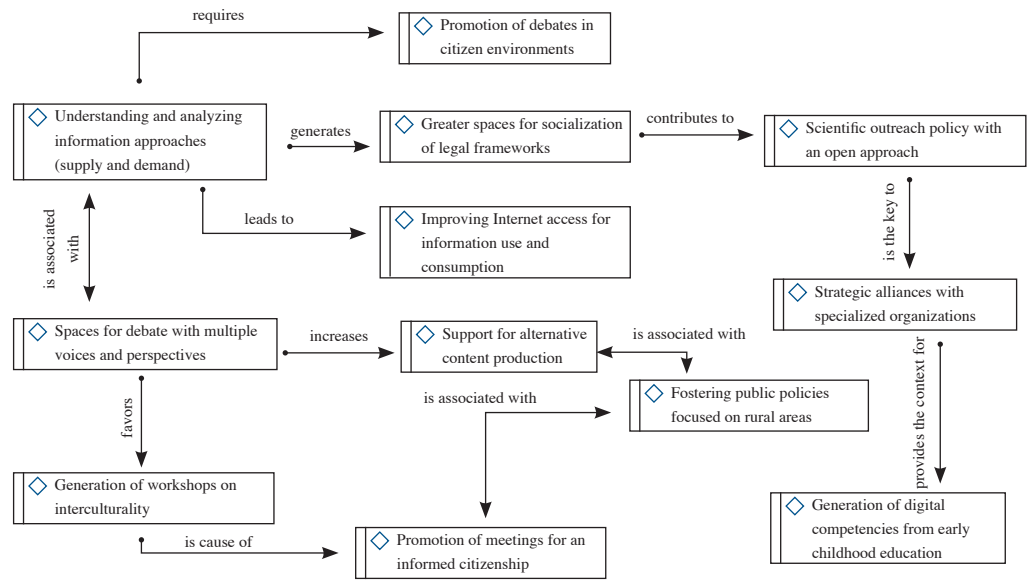 requires
Promotion of debates in
citizen environments
Understanding and analyzing
information approaches
(supply and demand)
generates
Greater spaces for socialization
of legal frameworks
contributes to
Scientific outreach policy with
an open approach
leads to
Improving Internet access for
information use and
consumption
is associated
with
is the key to
Strategic alliances with
specialized organizations
Spaces for debate with multiple
voices and perspectives
increases
Support for alternative
content production
is associated with
Fostering public policies
focused on rural areas
is associated with
provides the context for
favors
Generation of workshops on
interculturality
is cause of
Promotion of meetings for an
informed citizenship
Generation of digital
competencies from early
childhood education